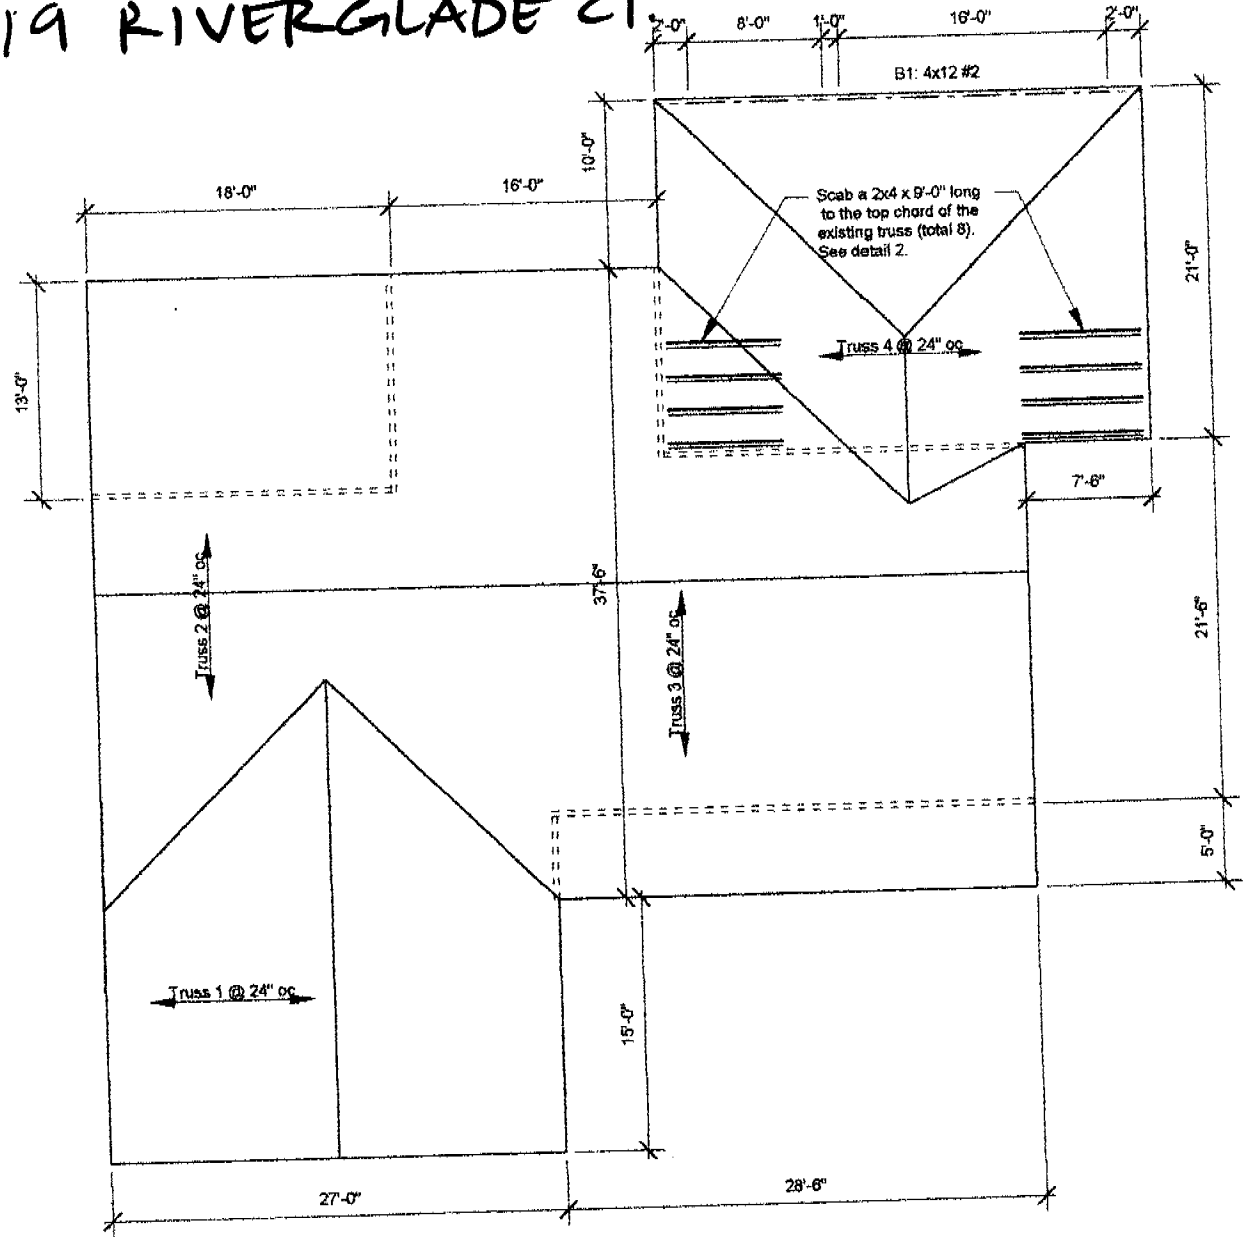 19 RIVERGLADE CT.
2'-0" 8'-0" 1'-0" 16'-0" 2'-0"
B1: 4x12 #2
10'-0"
18'-0" 16'-0"
Scab a 2x4 x 9'-0" long
to the top chord of the
existing truss (total 8).
See detail 2.
21'-0"
Truss 4 @ 24" oc
13'-0"
7'-6"
Truss 2 @ 24" oc
37'-6"
21'-6"
Truss 3 @ 24" oc
5'-0"
Truss 1 @ 24" oc
15'-0"
27'-0" 28'-6"